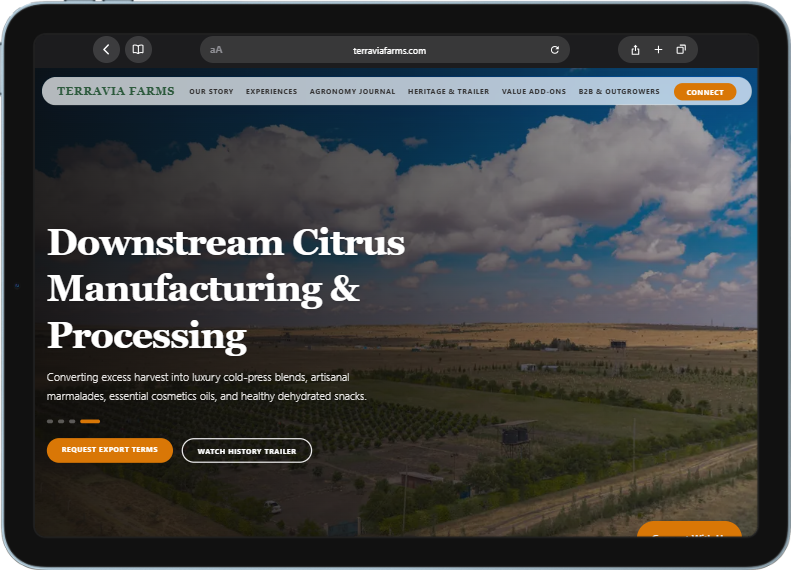 aA
terraviafarms.com
TERRAVIA FARMS
OUR STORY
EXPERIENCES
AGRONOMY JOURNAL
HERITAGE & TRAILER
VALUE ADD-ONS
B2B & OUTGROWERS
CONNECT
Downstream Citrus
Manufacturing &
Processing
Converting excess harvest into luxury cold-press blends, artisanal
marmalades, essential cosmetics oils, and healthy dehydrated snacks.
REQUEST EXPORT TERMS
WATCH HISTORY TRAILER